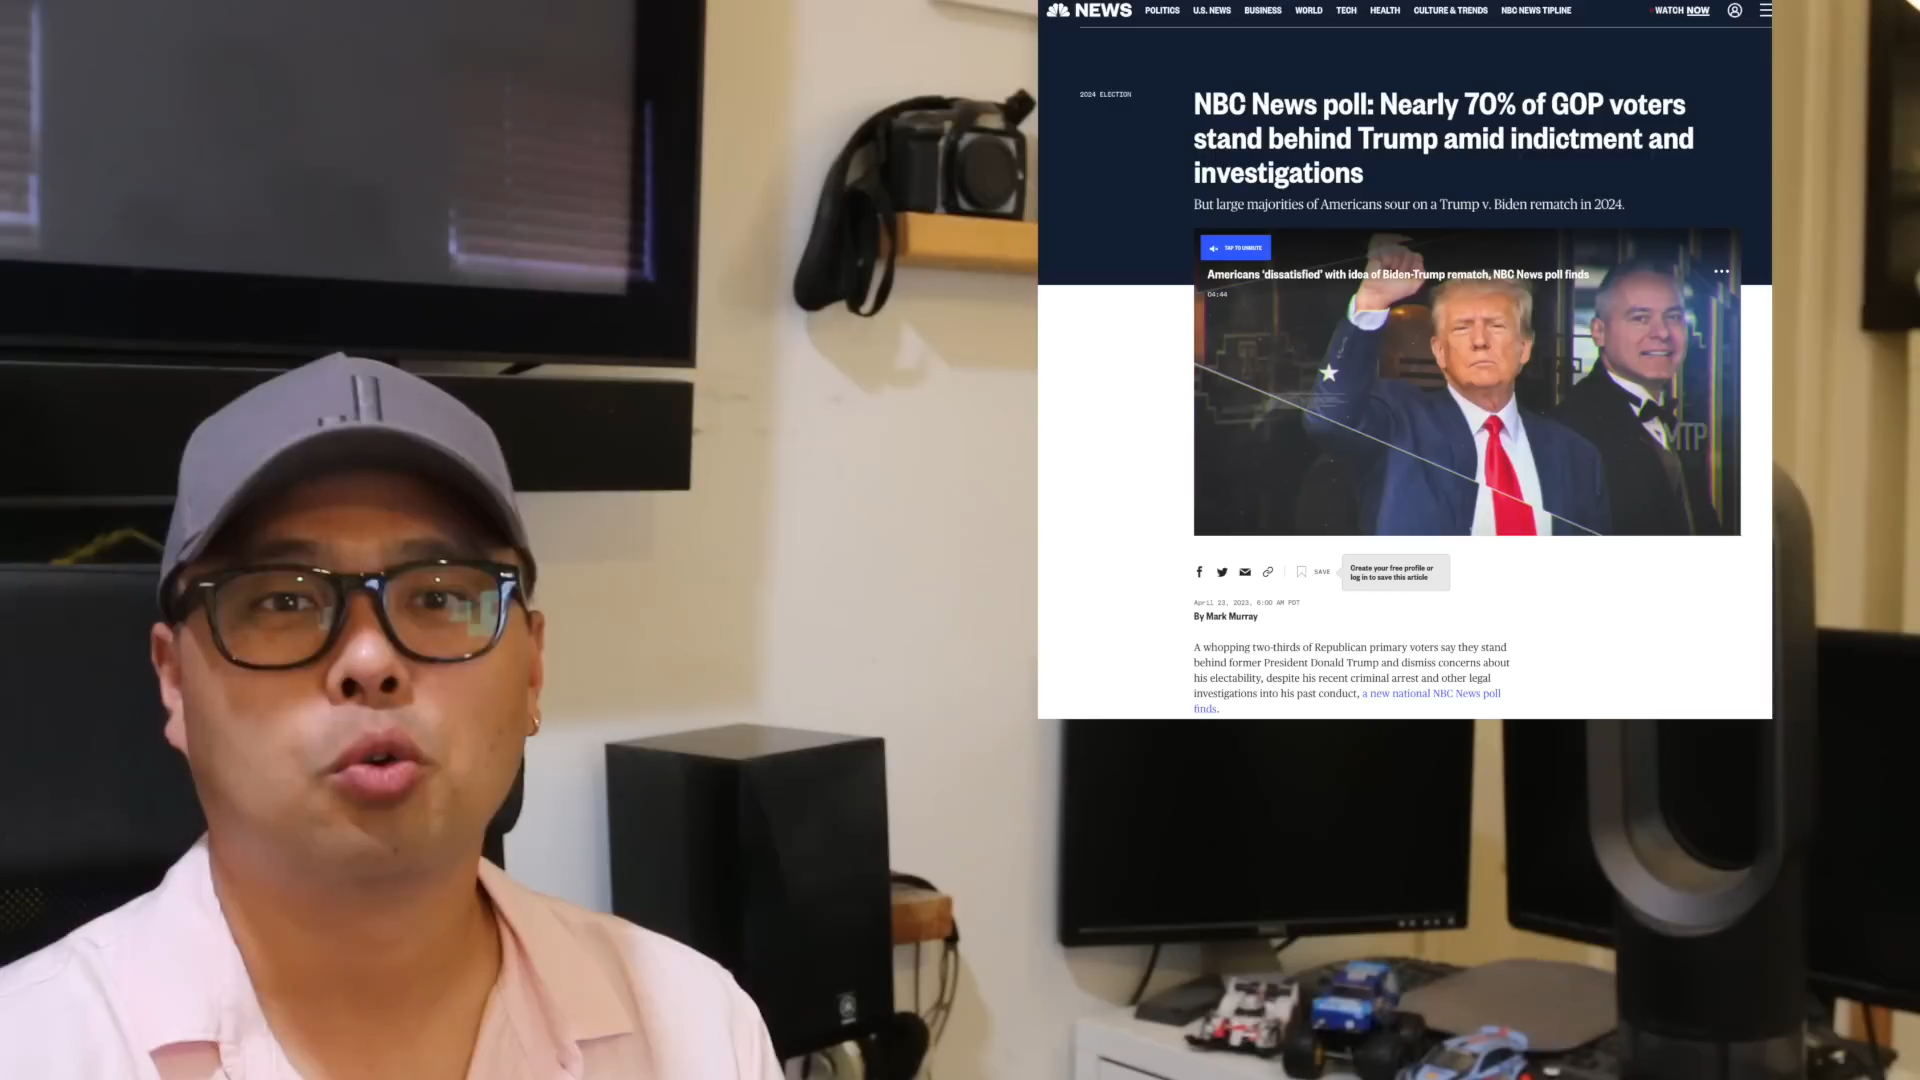 NEWS
POLITICS U.S. NEWS BUSINESS WORLD TECH HEALTH CULTURE & TRENDS NBC NEWS TIPLINE WATCH NOW
2024 ELECTION
NBC News poll: Nearly 70% of GOP voters
stand behind Trump amid indictment and
investigations
But large majorities of Americans sour on a Trump v. Biden rematch in 2024.
TAP TO UNMUTE
Americans ‘dissatisfied’ with idea of Biden-Trump rematch, NBC News poll finds
04:44
MTP
SAVE
Create your free profile or
log in to save this article
April 23, 2023, 6:00 AM PDT
By Mark Murray
A whopping two-thirds of Republican primary voters say they stand
behind former President Donald Trump and dismiss concerns about
his electability, despite his recent criminal arrest and other legal
investigations into his past conduct, a new national NBC News poll
finds.